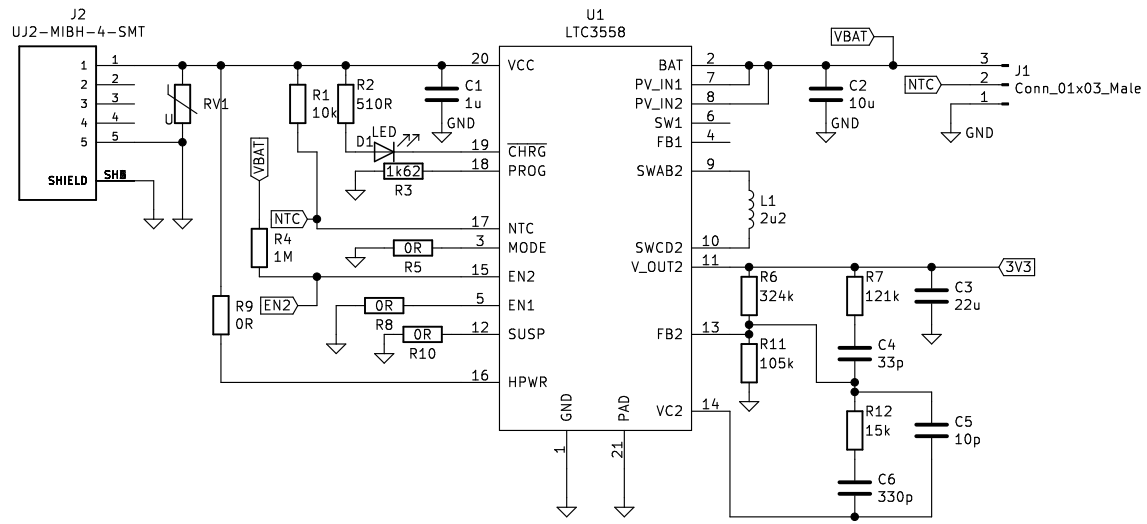 J2
UJ2-MIBH-4-SMT
1 1
2 2
3 3
4 4
5 5
SHIELD
RV1
U
R9
0R
VBAT
R4
1M
NTC
EN2
R1
10k
R2
510R
LED
D1
C1
1u
GND
1k62
R3
0R
R5
0R
R8
0R
R10
U1
LTC3558
20 VCC
19 CHRG
18 PROG
17 NTC
3 MODE
15 EN2
5 EN1
12 SUSP
16 HPWR
GND
1
PAD
21
BAT 2
PV_IN1 7
PV_IN2 8
SW1 6
FB1 4
SWAB2 9
SWCD2 10
V_OUT2 11
FB2 13
VC2 14
VBAT
C2
10u
GND
NTC
3
2
1
J1
Conn_01x03_Male
GND
L1
2u2
3V3
R6
324k
R7
121k
C3
22u
R11
105k
C4
33p
R12
15k
C5
10p
C6
330p